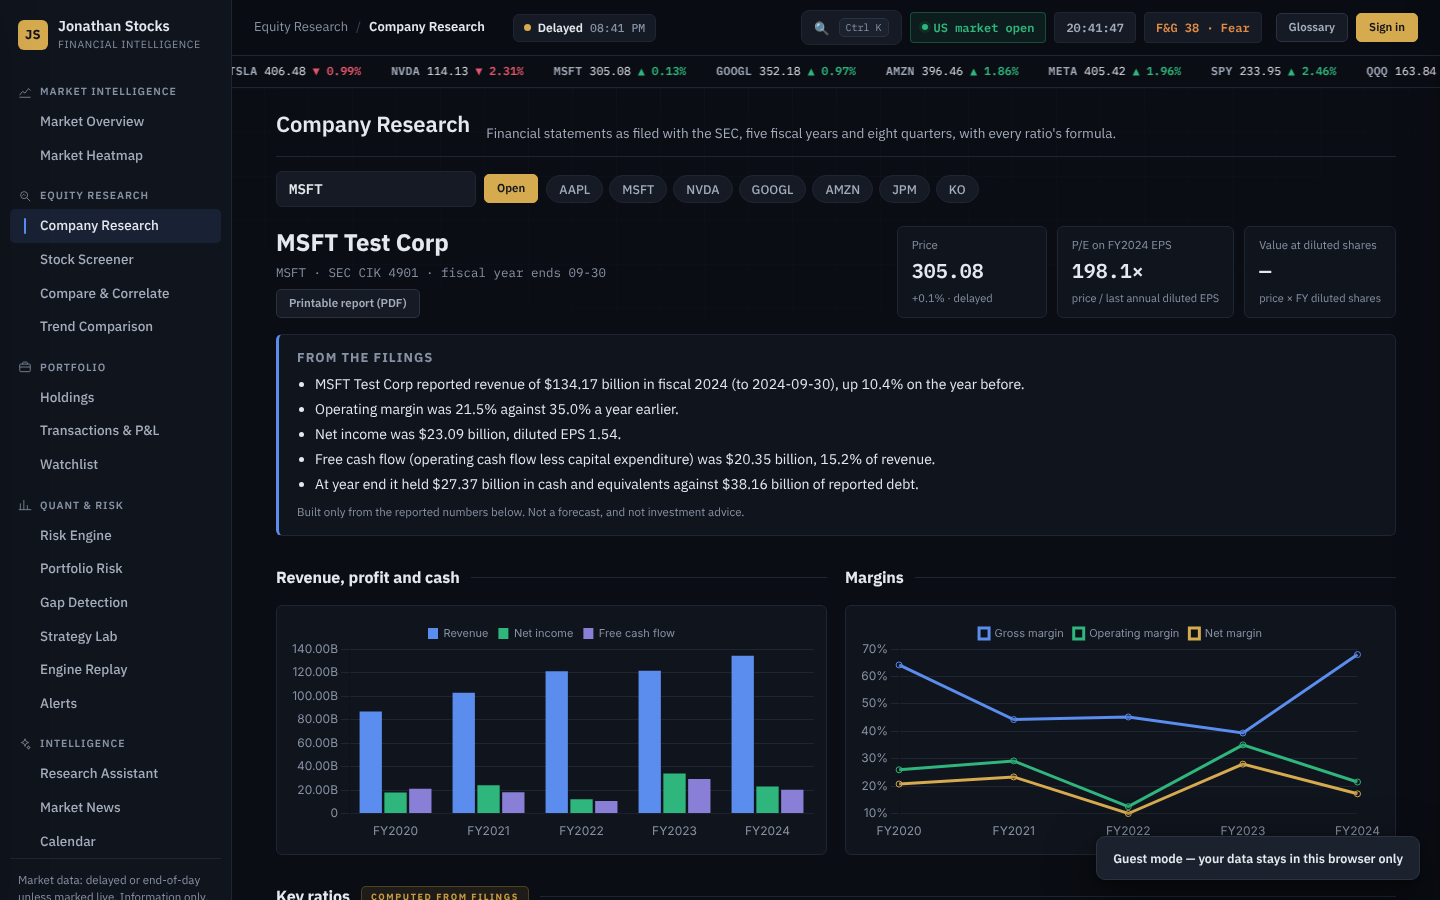 JS
Jonathan Stocks
FINANCIAL INTELLIGENCE
MARKET INTELLIGENCE
Market Overview
Market Heatmap
EQUITY RESEARCH
Company Research
Stock Screener
Compare & Correlate
Trend Comparison
PORTFOLIO
Holdings
Transactions & P&L
Watchlist
QUANT & RISK
Risk Engine
Portfolio Risk
Gap Detection
Strategy Lab
Engine Replay
Alerts
INTELLIGENCE
Research Assistant
Market News
Calendar
Market data: delayed or end-of-day
unless marked live. Information only.
Equity Research / Company Research
Delayed 08:41 PM
Ctrl K
US market open
20:41:47
F&G 38 · Fear
Glossary
Sign in
TSLA 406.48 ▼ 0.99% NVDA 114.13 ▼ 2.31% MSFT 305.08 ▲ 0.13% GOOGL 352.18 ▲ 0.97% AMZN 396.46 ▲ 1.86% META 405.42 ▲ 1.96% SPY 233.95 ▲ 2.46% QQQ 163.84
Company Research Financial statements as filed with the SEC, five fiscal years and eight quarters, with every ratio's formula.
MSFT Open AAPL MSFT NVDA GOOGL AMZN JPM KO
MSFT Test Corp
MSFT · SEC CIK 4901 · fiscal year ends 09-30
Printable report (PDF)
Price
305.08
+0.1% · delayed
P/E on FY2024 EPS
198.1×
price / last annual diluted EPS
Value at diluted shares
—
price × FY diluted shares
FROM THE FILINGS
• MSFT Test Corp reported revenue of $134.17 billion in fiscal 2024 (to 2024-09-30), up 10.4% on the year before.
• Operating margin was 21.5% against 35.0% a year earlier.
• Net income was $23.09 billion, diluted EPS 1.54.
• Free cash flow (operating cash flow less capital expenditure) was $20.35 billion, 15.2% of revenue.
• At year end it held $27.37 billion in cash and equivalents against $38.16 billion of reported debt.
Built only from the reported numbers below. Not a forecast, and not investment advice.
Revenue, profit and cash
Revenue Net income Free cash flow
140.00B
120.00B
100.00B
80.00B
60.00B
40.00B
20.00B
0
FY2020 FY2021 FY2022 FY2023 FY2024
Margins
Gross margin Operating margin Net margin
70%
60%
50%
40%
30%
20%
10%
FY2020 FY2021 FY2022 FY2023 FY2024
Guest mode — your data stays in this browser only
Key ratios COMPUTED FROM FILINGS